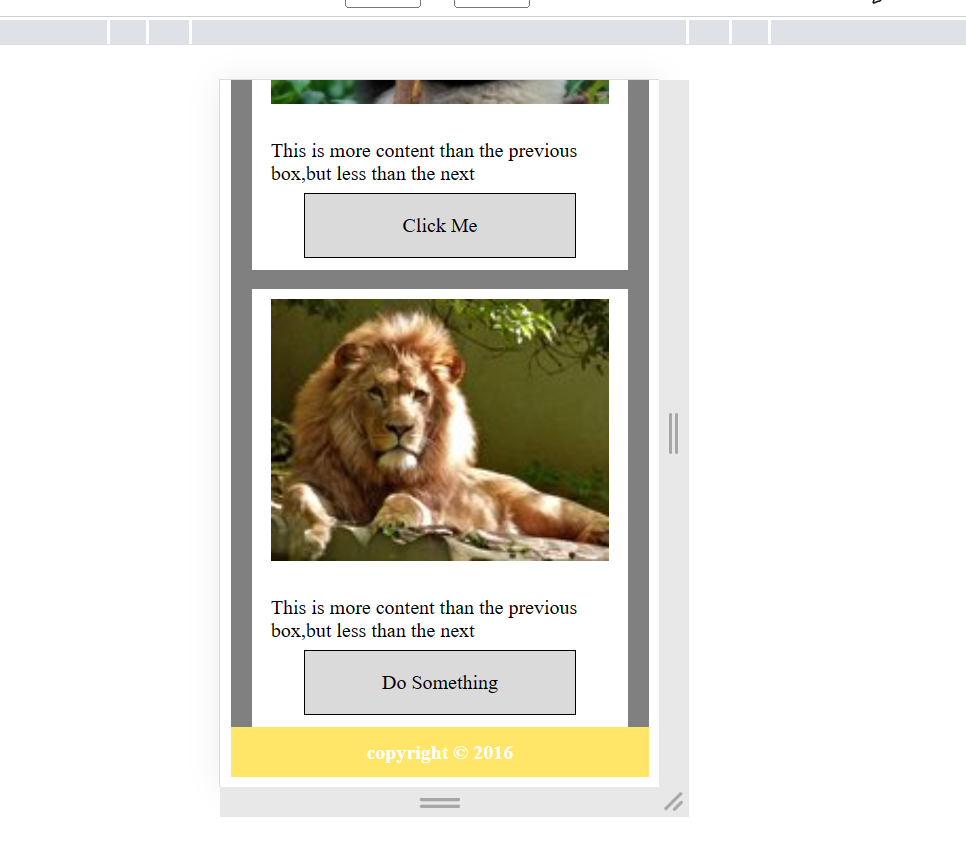 This is more content than the previous
box,but less than the next
Click Me
This is more content than the previous
box,but less than the next
Do Something
copyright © 2016